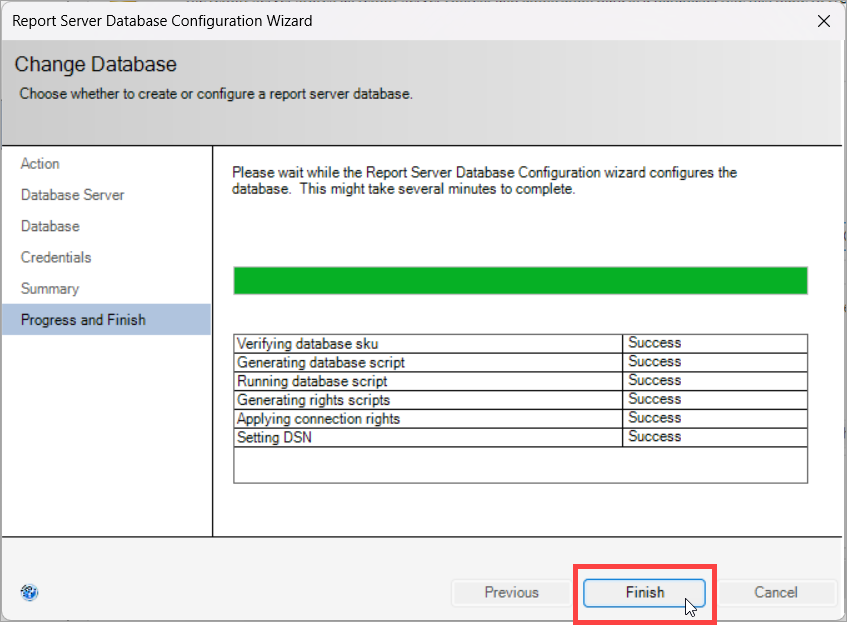 Report Server Database Configuration Wizard
Change Database
Choose whether to create or configure a report server database.
Action
Database Server
Database
Credentials
Summary
Progress and Finish
Please wait while the Report Server Database Configuration wizard configures the
database. This might take several minutes to complete.
Verifying database sku Success
Generating database script Success
Running database script Success
Generating rights scripts Success
Applying connection rights Success
Setting DSN Success
Previous Finish Cancel